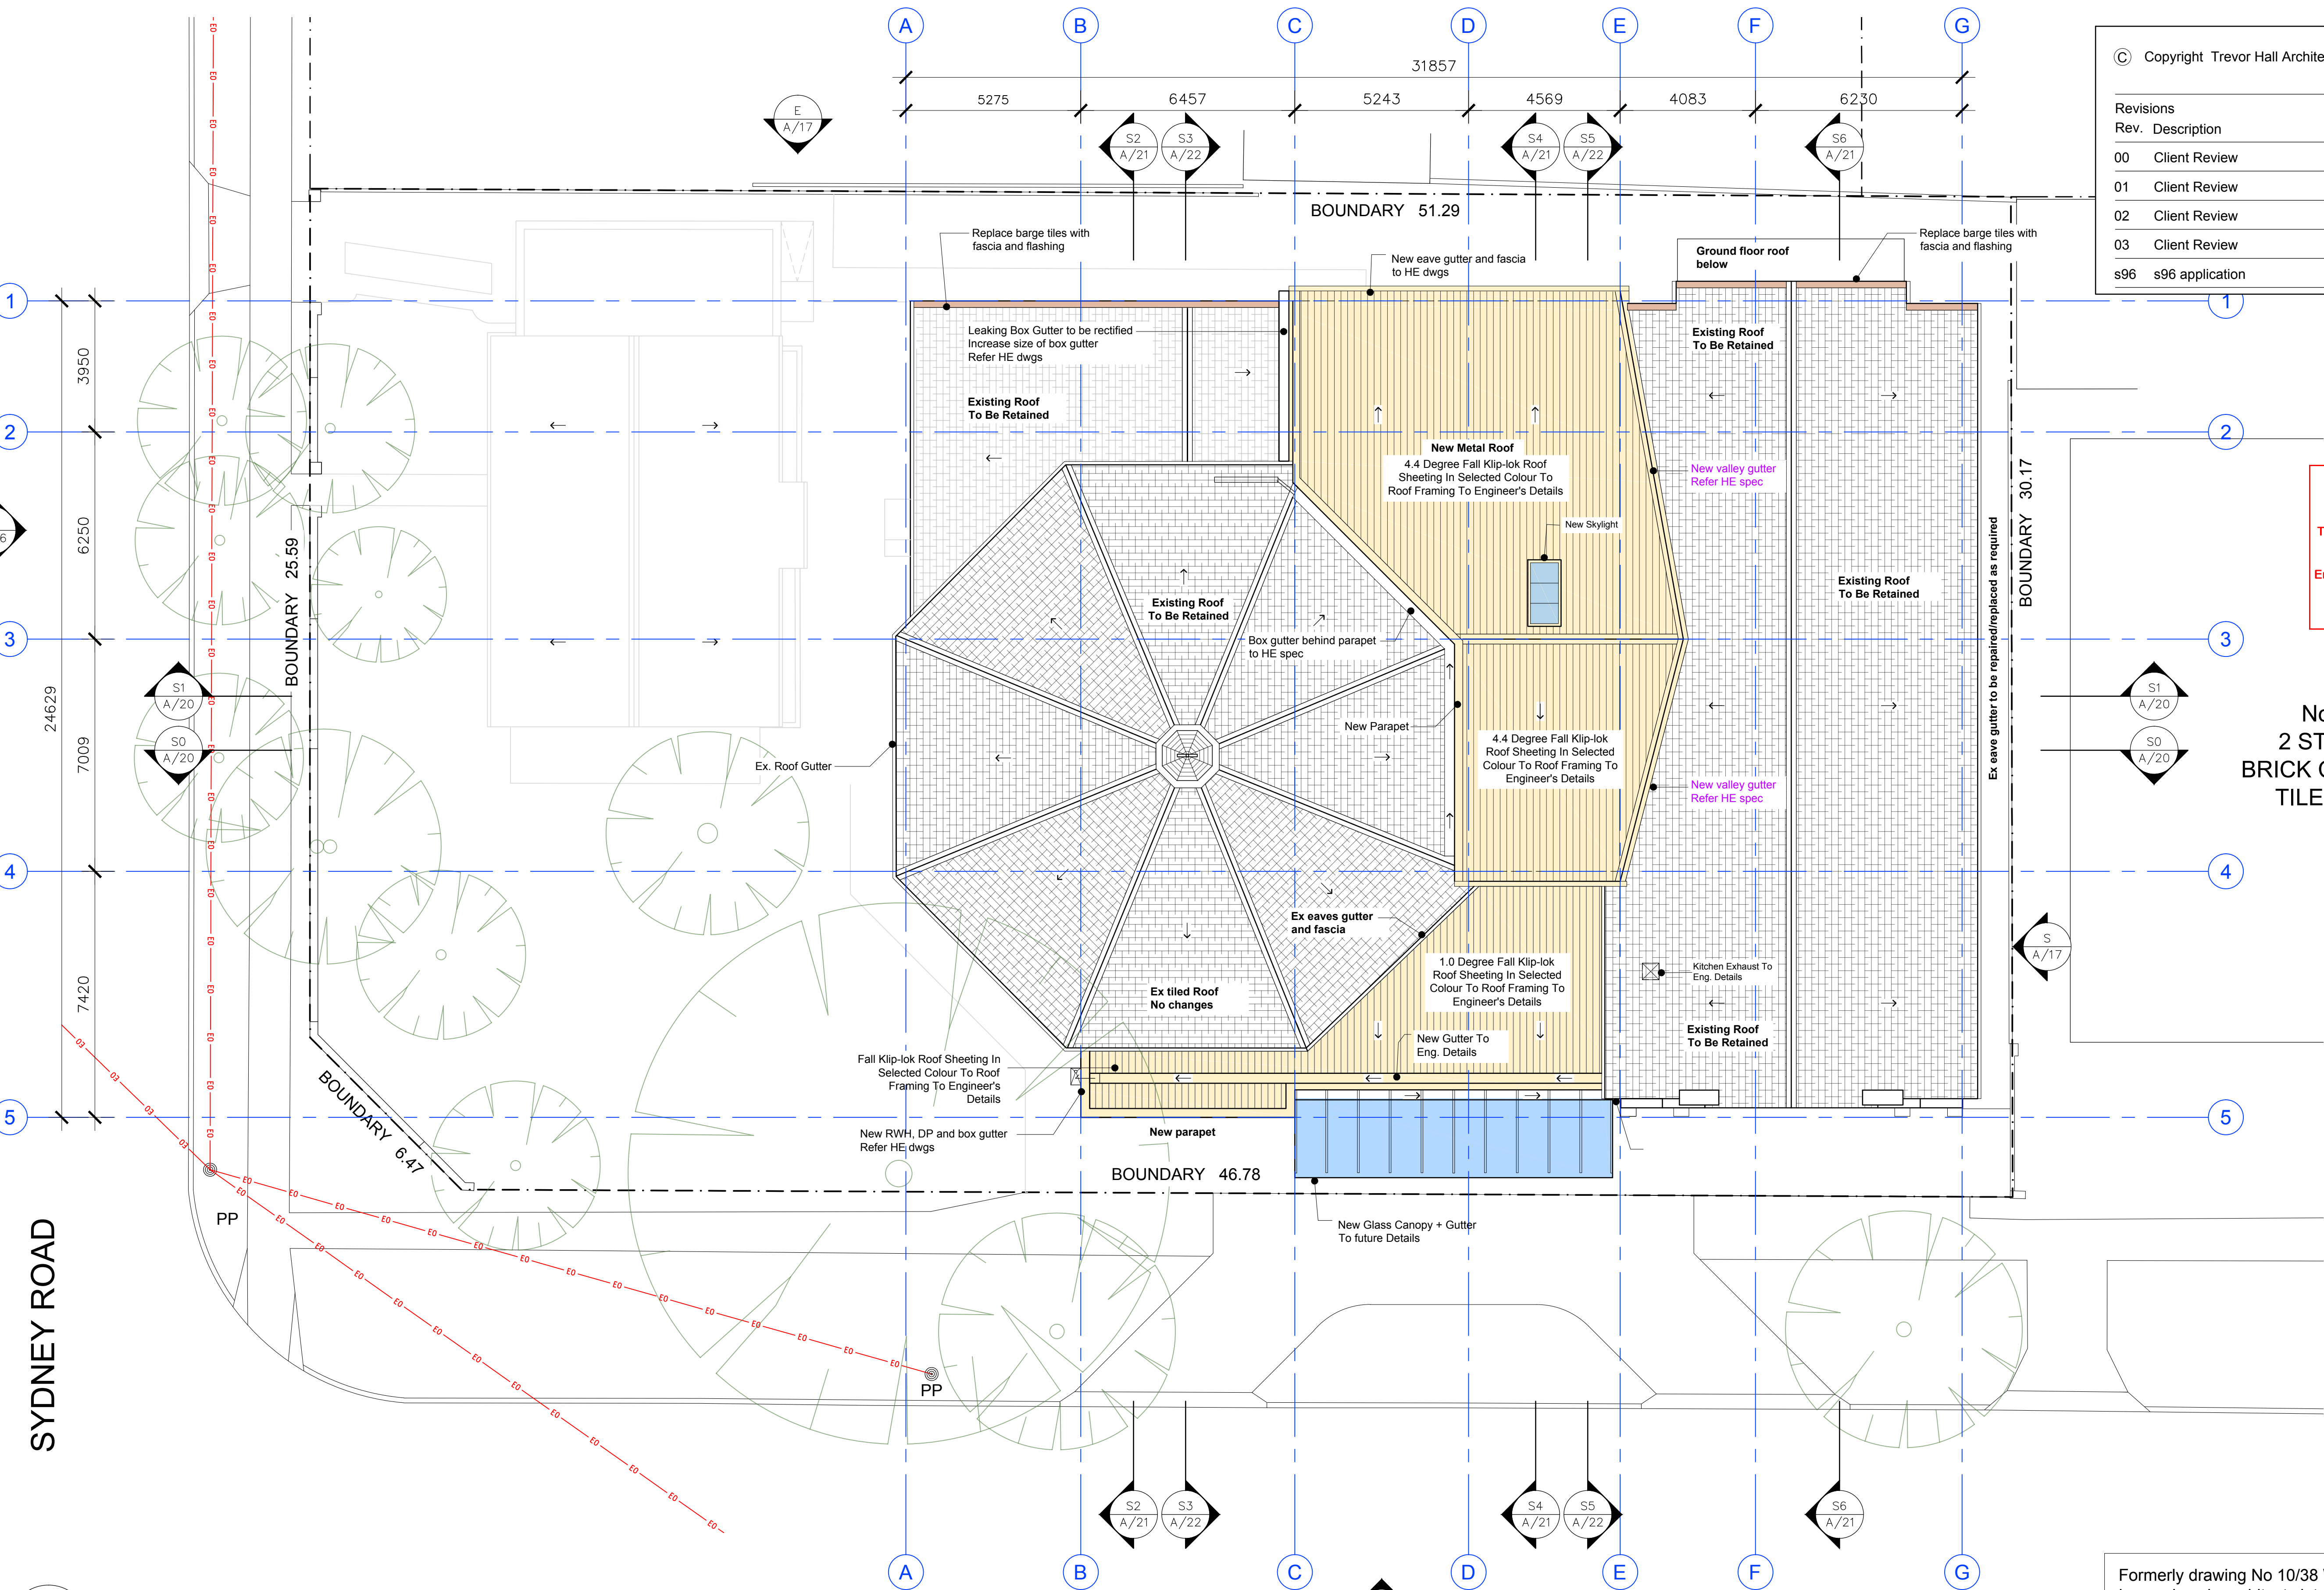 A
B
C
D
E
F
G
31857
5275
6457
5243
4569
4083
6230
E
A/17
S2
A/21
S3
A/22
S4
A/21
S5
A/22
S6
A/21
© Copyright Trevor Hall
Revisions
Rev. Description
00 Client Review
01 Client Review
02 Client Review
03 Client Review
s96 s96 application
BOUNDARY 51.29
Replace barge tiles with
fascia and flashing
New eave gutter and fascia
to HE dwgs
Ground floor roof
below
Replace barge tiles with
fascia and flashing
1
1
Leaking Box Gutter to be rectified
Increase size of box gutter
Refer HE dwgs
Existing Roof
To Be Retained
Existing Roof
To Be Retained
3950
2
2
New Metal Roof
4.4 Degree Fall Klip-lok Roof
Sheeting In Selected Colour To
Roof Framing To Engineer's Details
New valley gutter
Refer HE spec
New Skylight
6250
BOUNDARY 25.59
BOUNDARY 30.17
Ex eave gutter to be repaired/replaced as required
Existing Roof
To Be Retained
Existing Roof
To Be Retained
Box gutter behind parapet
to HE spec
3
3
24629
7009
S1
A/20
S0
A/20
S1
A/20
S0
A/20
New Parapet
Ex. Roof Gutter
4.4 Degree Fall Klip-lok
Roof Sheeting In Selected
Colour To Roof Framing To
Engineer's Details
New valley gutter
Refer HE spec
2 ST
BRICK
TILE
4
4
Ex eaves gutter
and fascia
1.0 Degree Fall Klip-lok
Roof Sheeting In Selected
Colour To Roof Framing To
Engineer's Details
Kitchen Exhaust To
Eng. Details
S
A/17
7420
Ex tiled Roof
No changes
New Gutter To
Eng. Details
Existing Roof
To Be Retained
Fall Klip-lok Roof Sheeting In
Selected Colour To Roof
Framing To Engineer's
Details
5
5
New RWH, DP and box gutter
Refer HE dwgs
New parapet
BOUNDARY 6.47
BOUNDARY 46.78
New Glass Canopy + Gutter
To future Details
PP
PP
SYDNEY ROAD
S2
A/21
S3
A/22
S4
A/21
S5
A/22
S6
A/21
A
B
C
D
E
F
G
Formerly drawing No 10/38